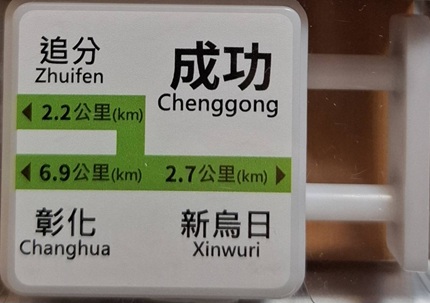 追分
Zhuifen
成功
Chenggong
2.2公里(km)
6.9公里(km)
2.7公里(km)
彰化
Changhua
新烏日
Xinwuri